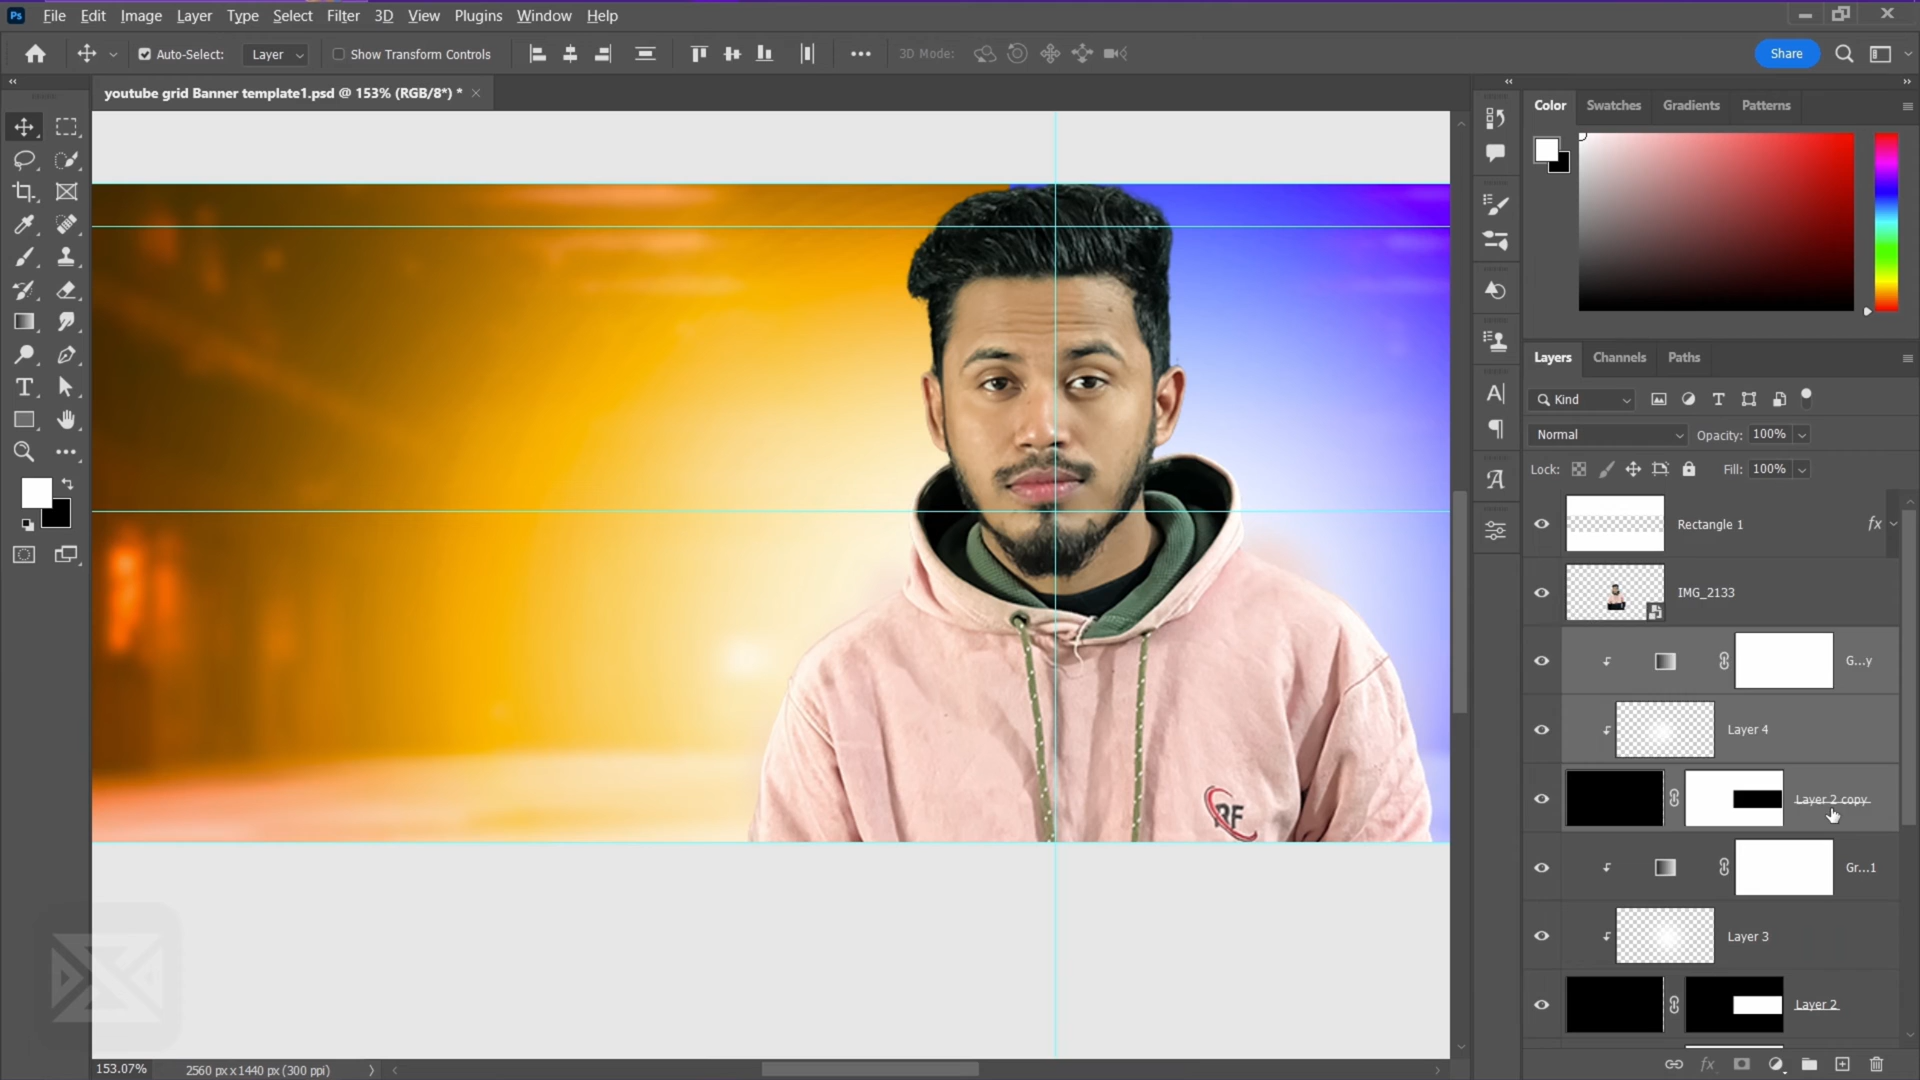 Ps File Edit Image Layer Type Select Filter 3D View Plugins Window Help
Auto-Select: Layer Show Transform Controls 3D Mode: Share
youtube grid Banner template1.psd @ 153% (RGB/8*) *
Color Swatches Gradients Patterns
Layers Channels Paths
Kind
Normal Opacity: 100%
Lock: Fill: 100%
Rectangle 1 fx
IMG_2133
G...y
Layer 4
Layer 2 copy
Gr...1
Layer 3
Layer 2
RF
153.07% 2560 px x 1440 px (300 ppi)
fx